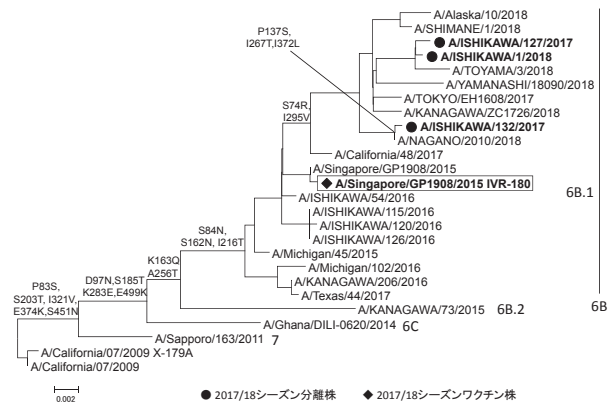 A/Alaska/10/2018
A/SHIMANE/1/2018
A/ISHIKAWA/127/2017
A/ISHIKAWA/1/2018
A/TOYAMA/3/2018
A/YAMANASHI/18090/2018
A/TOKYO/EH1608/2017
A/KANAGAWA/ZC1726/2018
A/ISHIKAWA/132/2017
A/NAGANO/2010/2018
P137S,
I267T,I372L
S74R,
I295V
A/California/48/2017
A/Singapore/GP1908/2015
A/Singapore/GP1908/2015 IVR-180
6B.1
A/ISHIKAWA/54/2016
A/ISHIKAWA/115/2016
A/ISHIKAWA/120/2016
A/ISHIKAWA/126/2016
S84N,
S162N, I216T
A/Michigan/45/2015
A/Michigan/102/2016
A/KANAGAWA/206/2016
A/Texas/44/2017
K163Q
A256T
A/KANAGAWA/73/2015
6B.2
6B
D97N,S185T
K283E,E499K
A/Ghana/DILI-0620/2014
6C
P83S,
S203T, I321V,
E374K,S451N
A/Sapporo/163/2011
7
A/California/07/2009 X-179A
A/California/07/2009
0.002
● 2017/18シーズン分離株
◆ 2017/18シーズンワクチン株